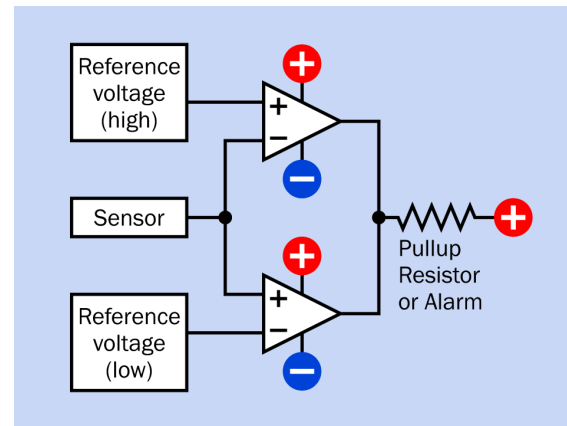 Reference
voltage
(high)
+
+
−
−
Sensor
+
Pullup
Resistor
or Alarm
+
+
−
−
Reference
voltage
(low)